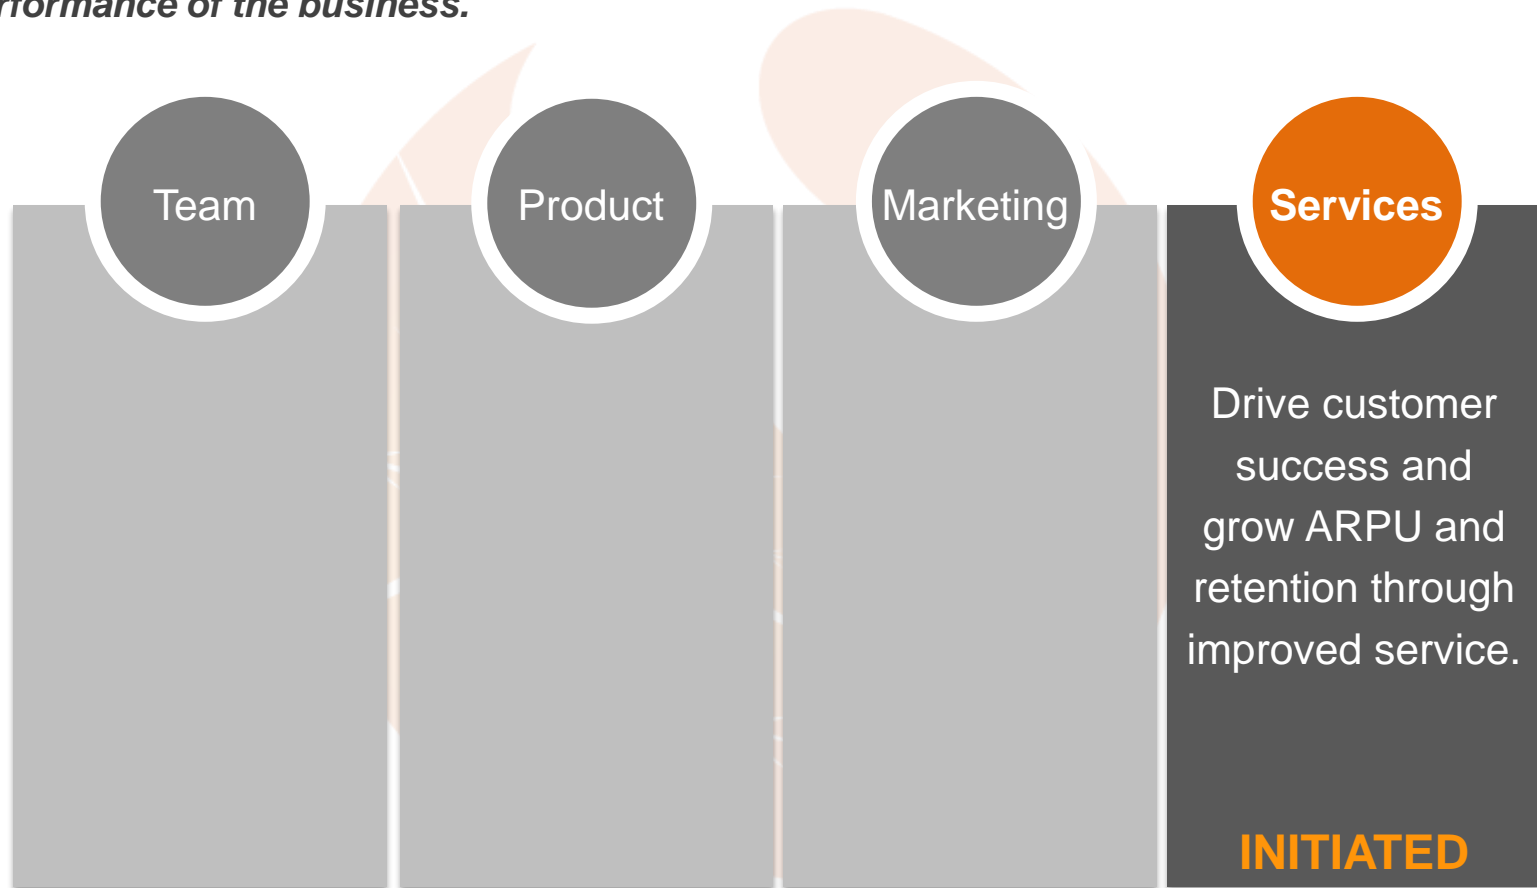 of the business.
Team
Product
Marketing
Services
Drive customer
success and
grow ARPU and
retention through
improved service.
INITIATED